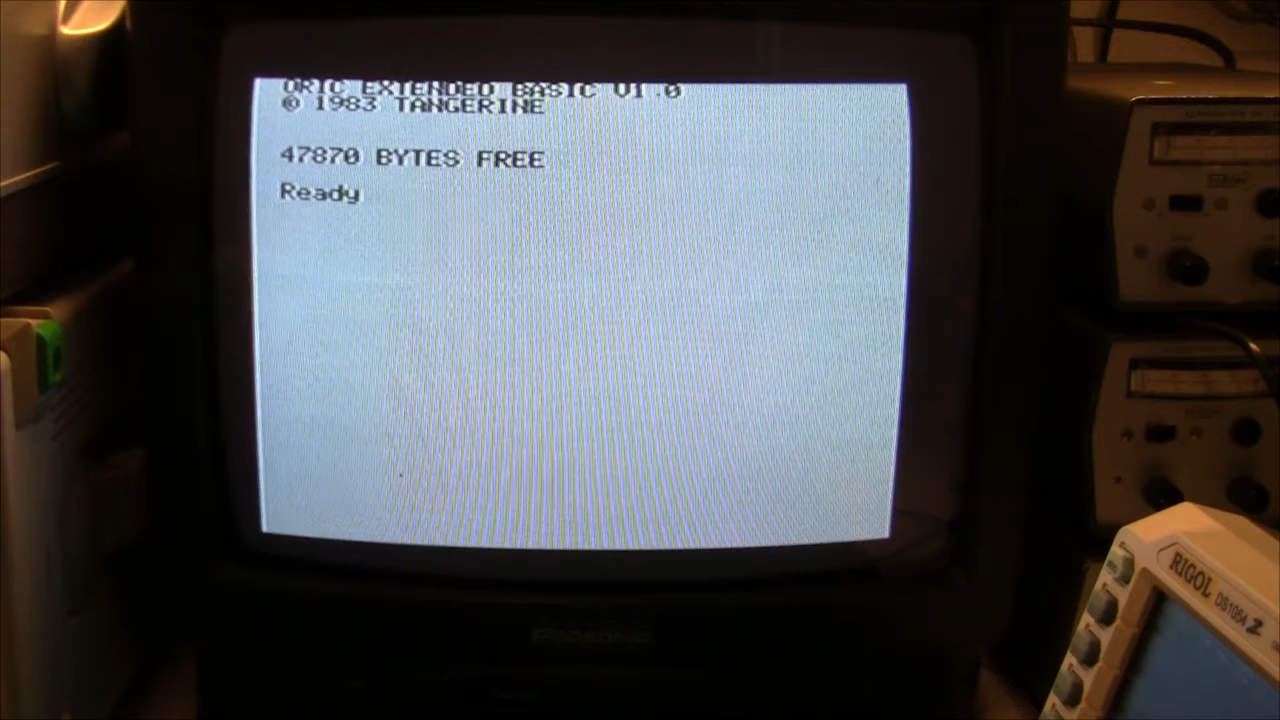 ORIC EXTENDED BASIC V1.0
© 1983 TANGERINE
47870 BYTES FREE
Ready
RIGOL DS1054Z